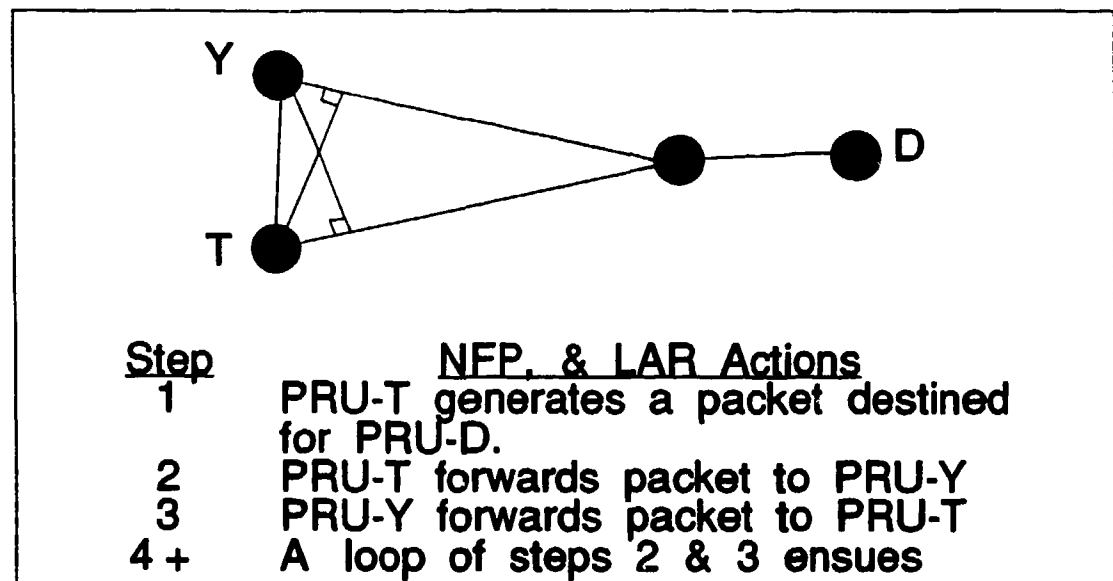 Y
D
T
Step NFP, & LAR Actions
1 PRU-T generates a packet destined
for PRU-D.
2 PRU-T forwards packet to PRU-Y
3 PRU-Y forwards packet to PRU-T
4+ A loop of steps 2 & 3 ensues